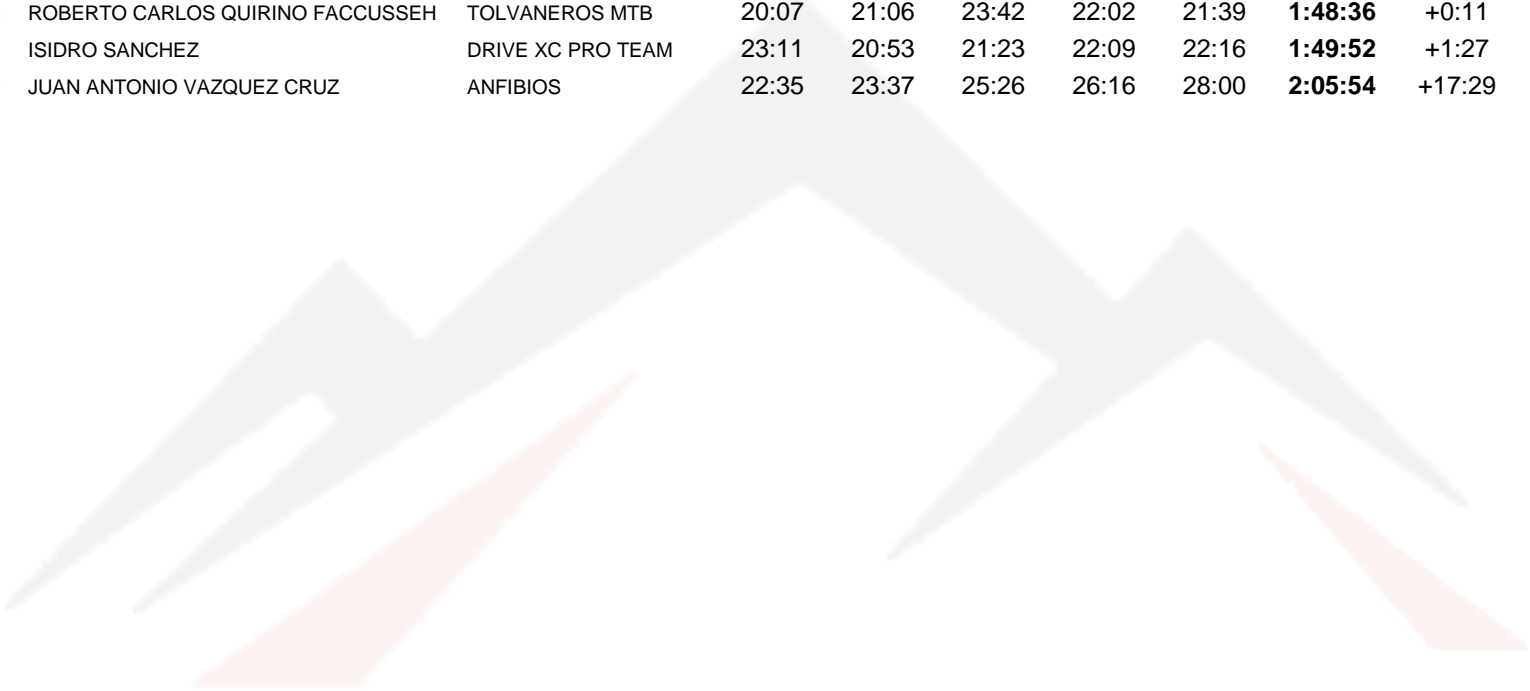 ROBERTO CARLOS QUIRINO FACCUSSEH TOLVANEROS MTB 20:07 21:06 23:42 22:02 21:39 1:48:36 +0:11
ISIDRO SANCHEZ DRIVE XC PRO TEAM 23:11 20:53 21:23 22:09 22:16 1:49:52 +1:27
JUAN ANTONIO VAZQUEZ CRUZ ANFIBIOS 22:35 23:37 25:26 26:16 28:00 2:05:54 +17:29